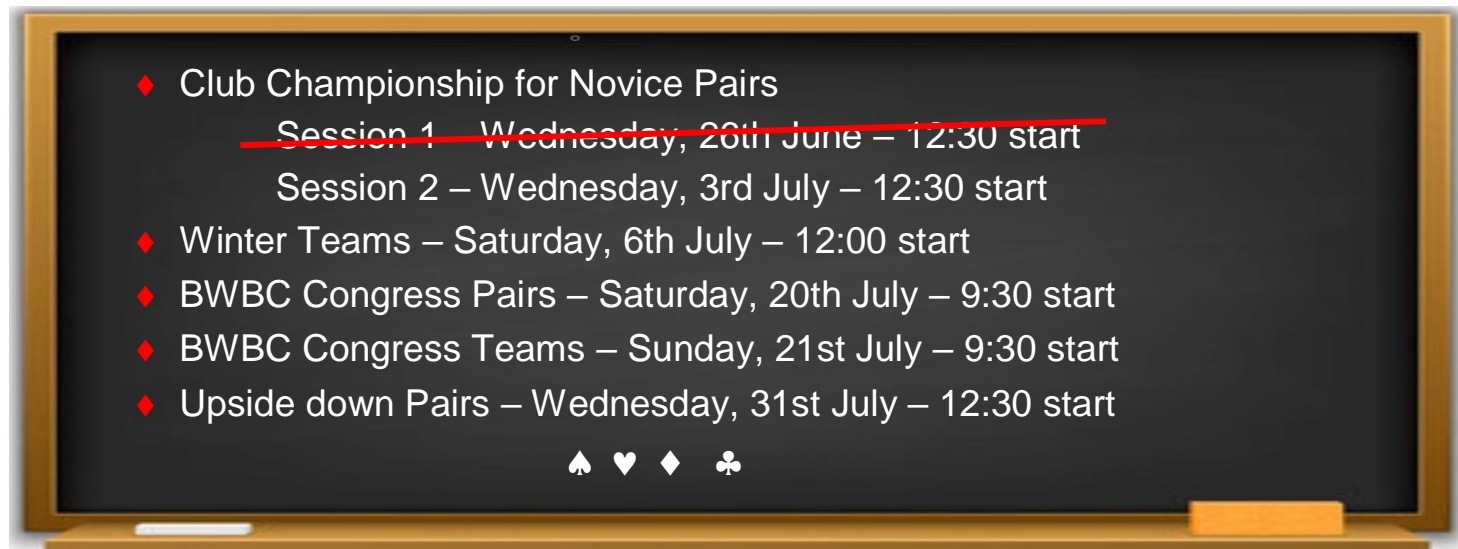 ♦ Club Championship for Novice Pairs
Session 1 – Wednesday, 26th June – 12:30 start
Session 2 – Wednesday, 3rd July – 12:30 start
♦ Winter Teams – Saturday, 6th July – 12:00 start
♦ BWBC Congress Pairs – Saturday, 20th July – 9:30 start
♦ BWBC Congress Teams – Sunday, 21st July – 9:30 start
♦ Upside down Pairs – Wednesday, 31st July – 12:30 start
♠ ♥ ♦ ♣